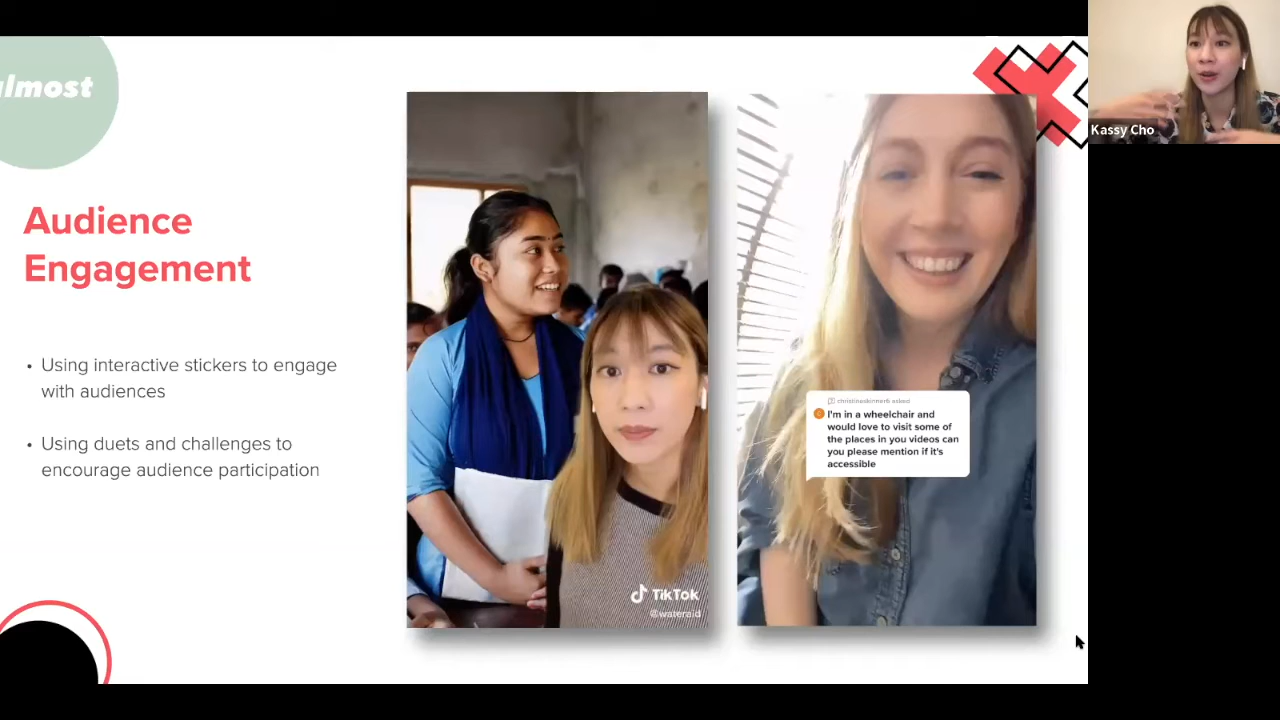 almost
Audience
Engagement
• Using interactive stickers to engage
with audiences
• Using duets and challenges to
encourage audience participation
TikTok
@wateraid
asked
I'm in a wheelchair and
would love to visit some of
the places in you videos can
you please mention if it's
accessible
Kassy Cho